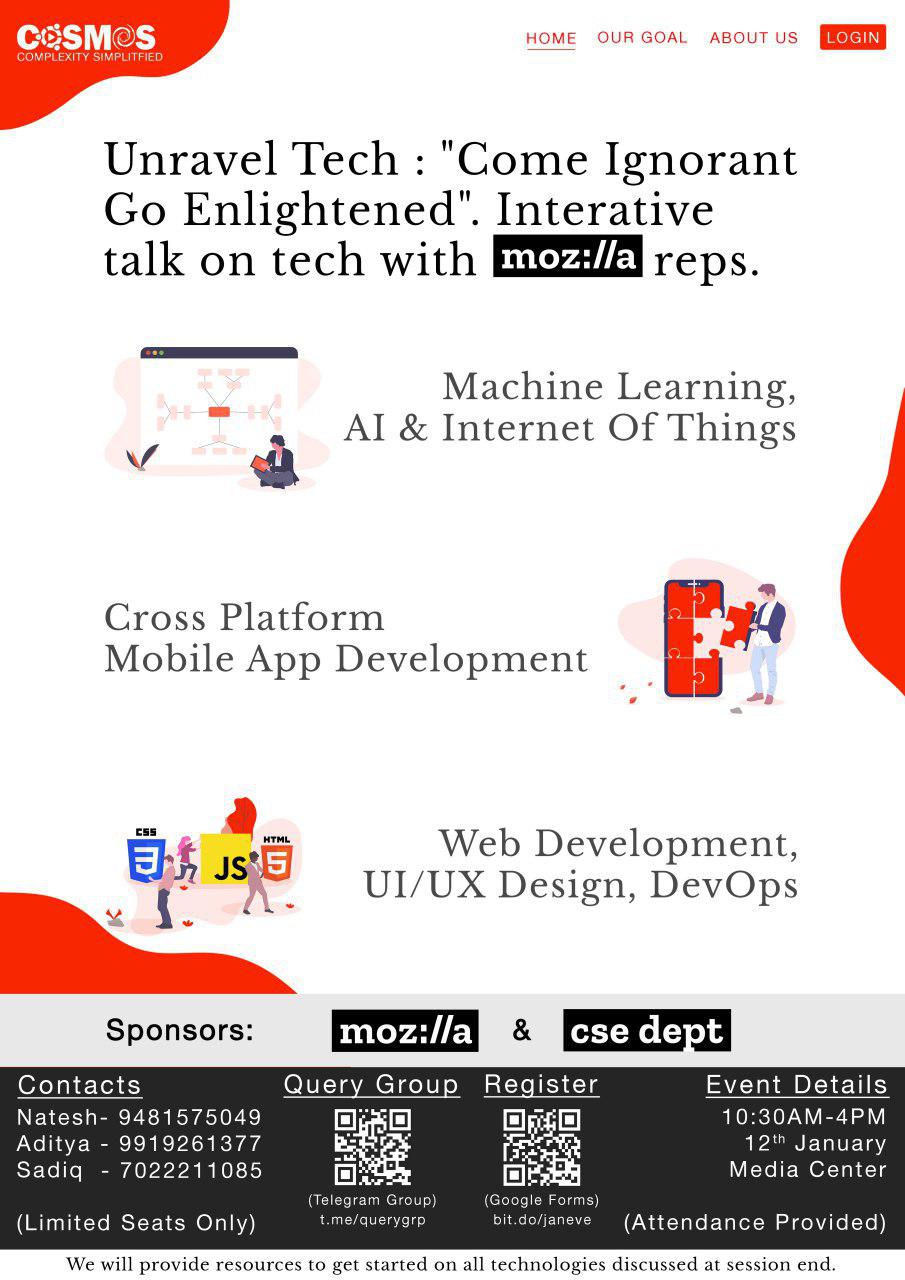 COSMOS
COMPLEXITY SIMPLITFIED
HOME OUR GOAL ABOUT US LOGIN
Unravel Tech : "Come Ignorant
Go Enlightened". Interative
talk on tech with moz://a reps.
Machine Learning,
AI & Internet Of Things
Cross Platform
Mobile App Development
CSS
3
JS
HTML
5
Web Development,
UI/UX Design, DevOps
Sponsors: moz://a & cse dept
Contacts
Natesh- 9481575049
Aditya - 9919261377
Sadiq - 7022211085
(Limited Seats Only)
Query Group
(Telegram Group)
t.me/querygrp
Register
(Google Forms)
bit.do/janeve
Event Details
10:30AM-4PM
12th January
Media Center
(Attendance Provided)
We will provide resources to get started on all technologies discussed at session end.